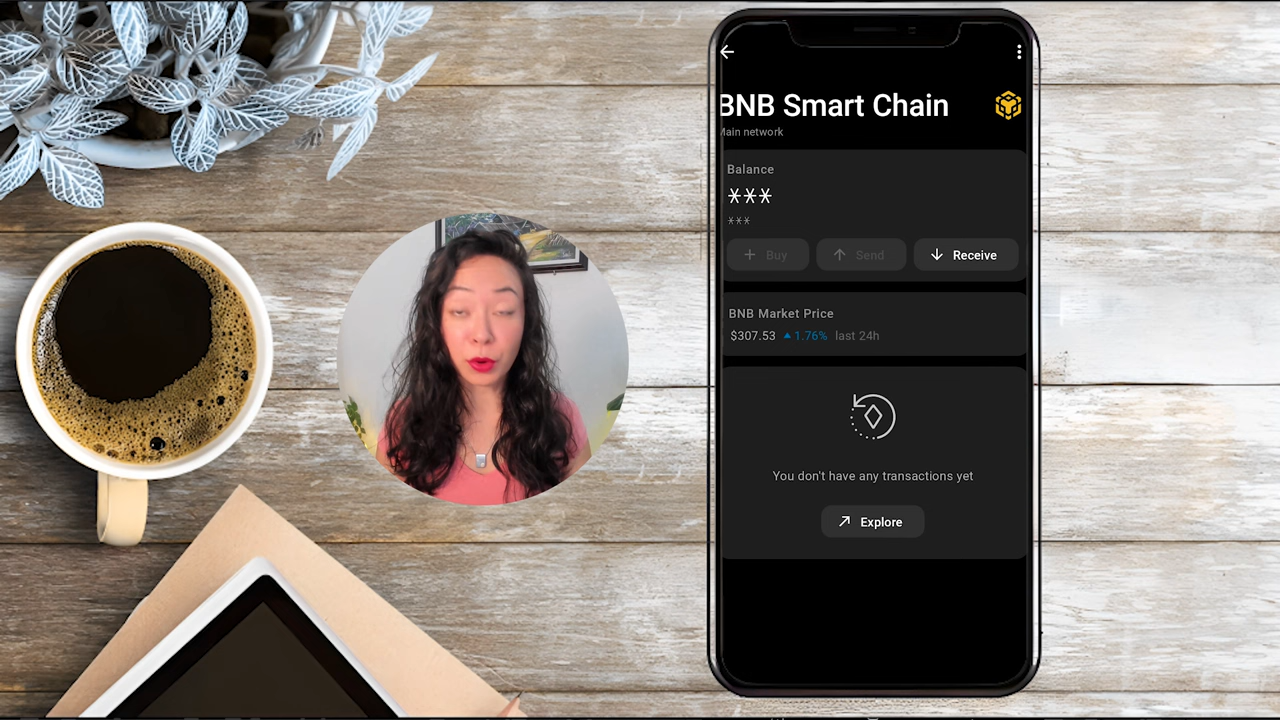 BNB Smart Chain
Main network
Balance
***
***
Buy
Send
Receive
BNB Market Price
$307.53 1.76% last 24h
You don't have any transactions yet
Explore